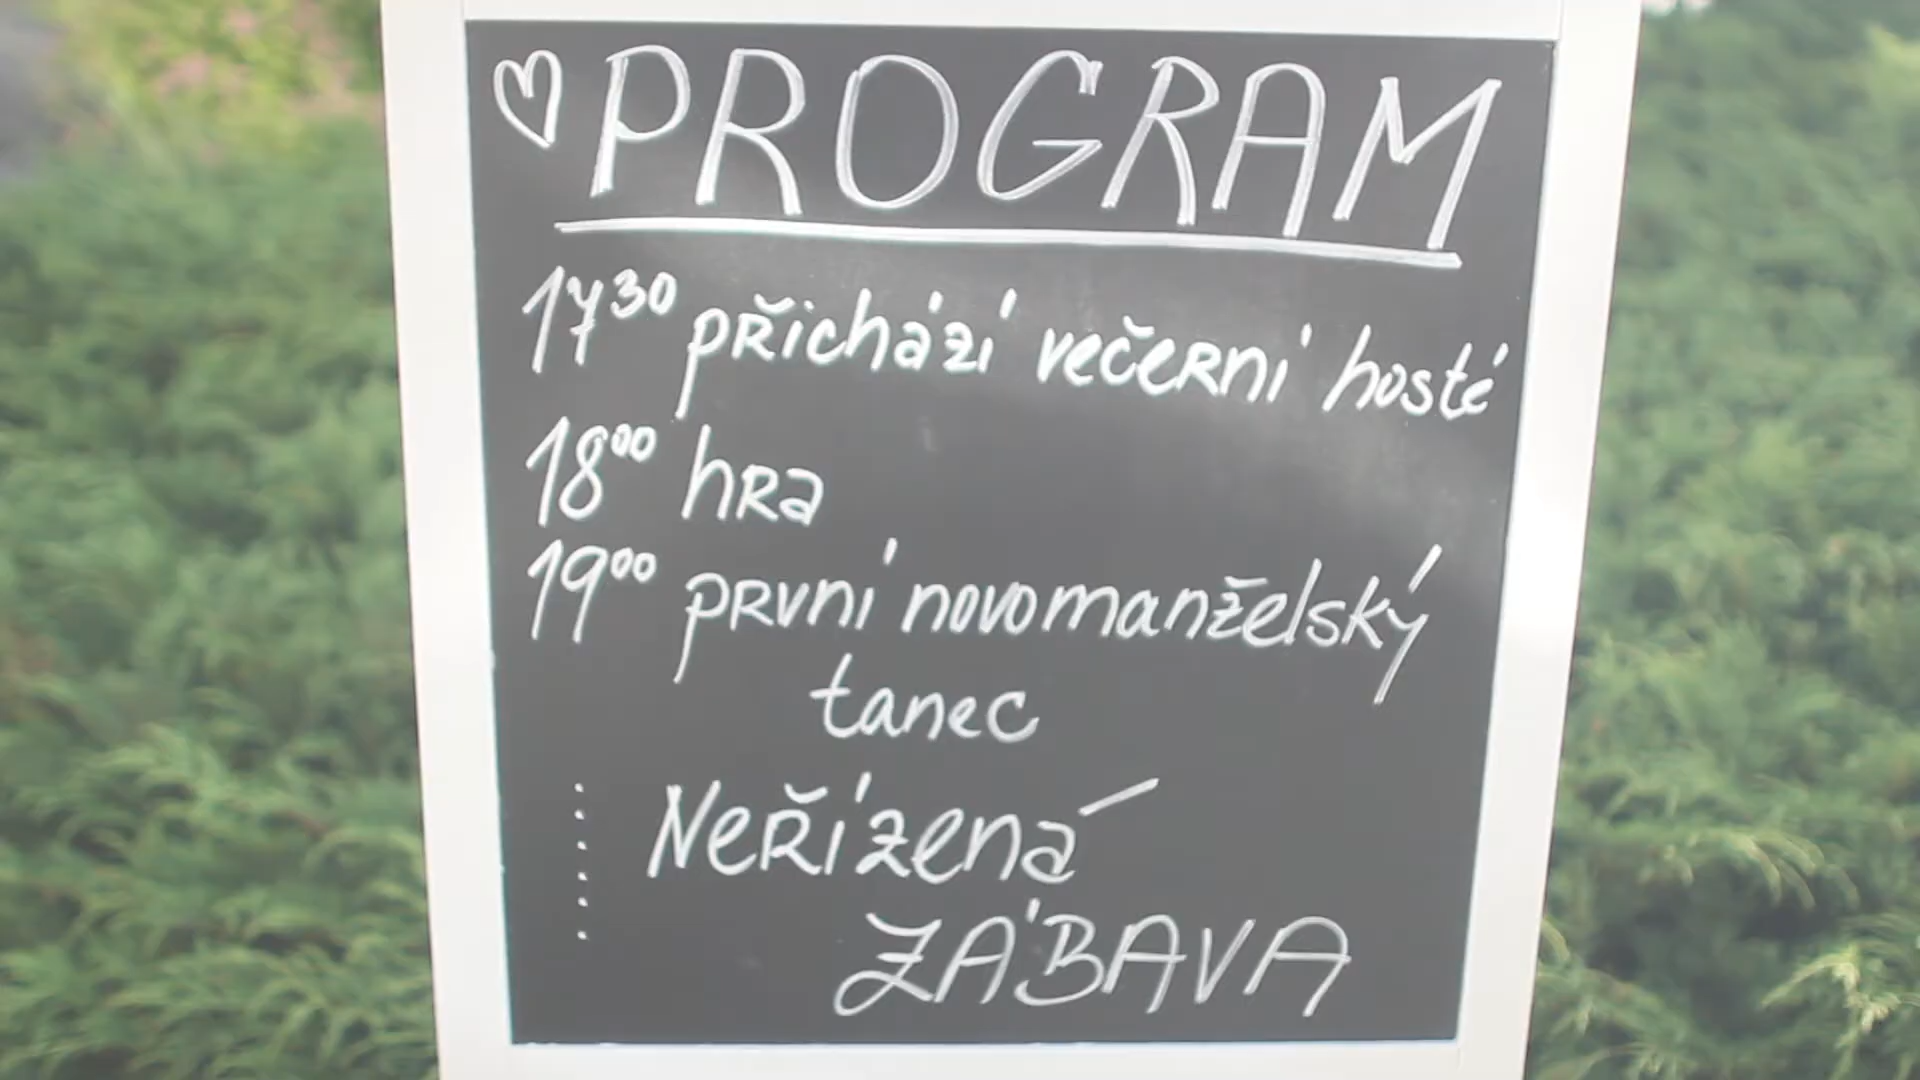 ♡ PROGRAM
17³⁰ přichází večerní hosté
18⁰⁰ hra
19⁰⁰ první novomanželský
tanec
Neřízená
ZÁBAVA